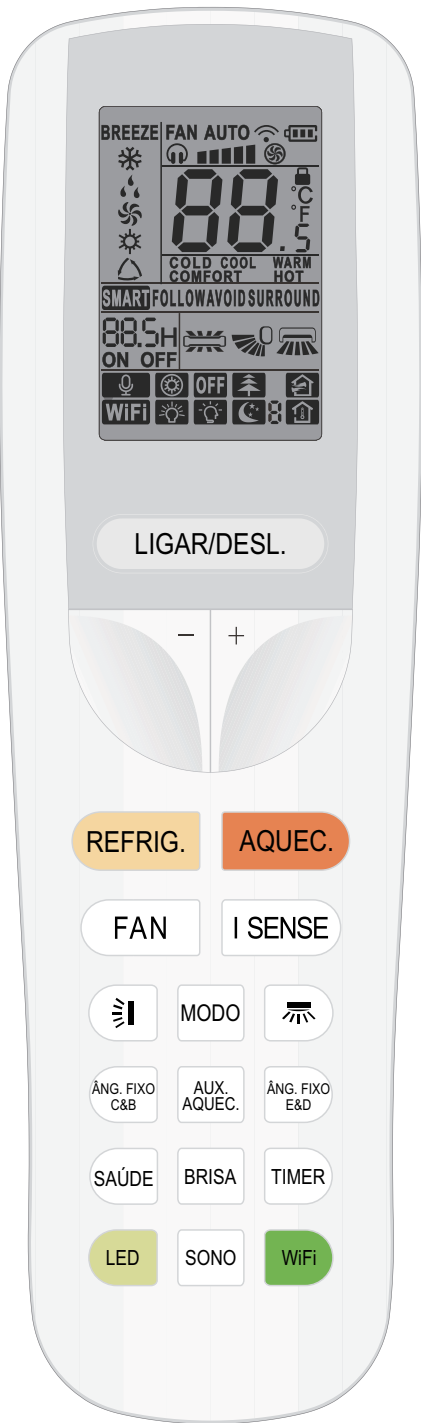 BREEZE FAN AUTO
88.5 °C °F
COLD COOL WARM
COMFORT HOT
SMART FOLLOW AVOID SURROUND
88.5H
ON OFF
OFF
WiFi 8
LIGAR/DESL.
− +
REFRIG. AQUEC.
FAN I SENSE
MODO
ÂNG. FIXO AUX. ÂNG. FIXO
C&B AQUEC. E&D
SAÚDE BRISA TIMER
LED SONO WiFi